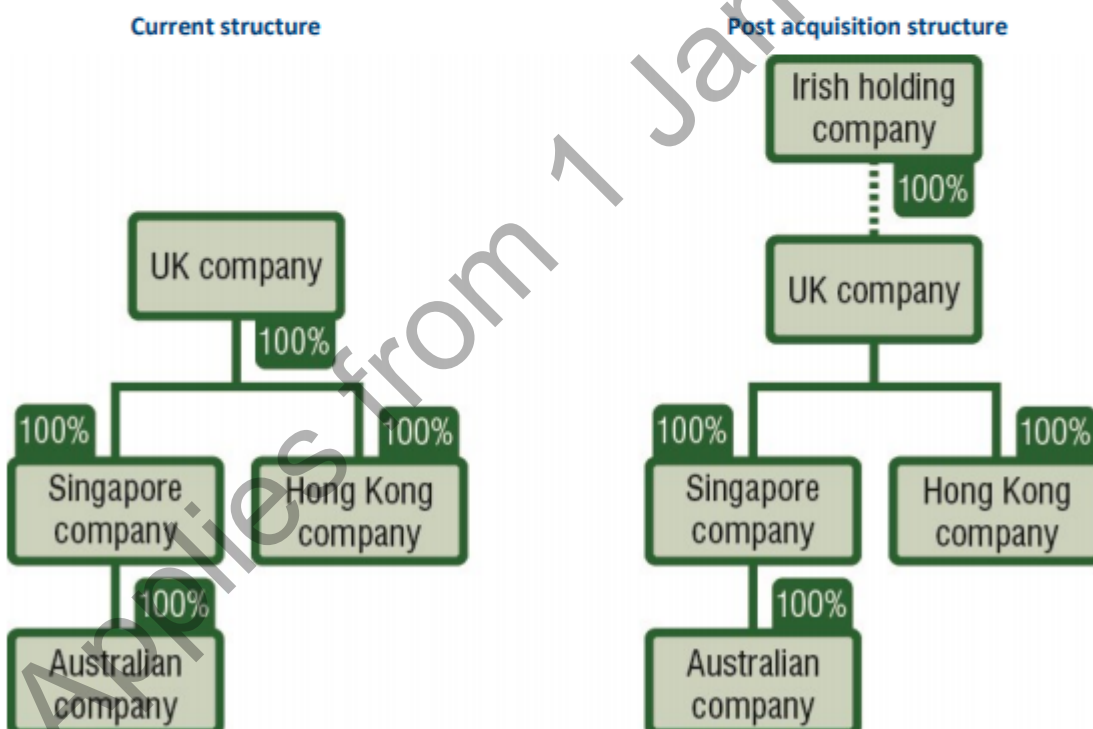 Current structure
UK company
100%
100%
100%
Singapore
company
Hong Kong
company
100%
Australian
company
Post acquisition structure
Irish holding
company
100%
UK company
100%
100%
Singapore
company
Hong Kong
company
100%
Australian
company
Applies from 1 Jan